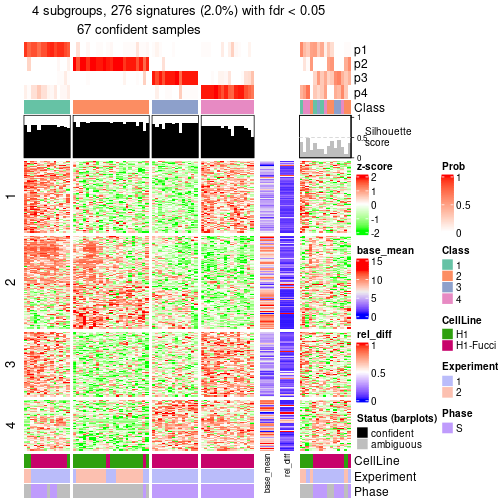 4 subgroups, 276 signatures (2.0%) with fdr < 0.05
67 confident samples
p1
p2
p3
p4
Class
1
0.5
0
Silhouette
score
1
2
3
4
z-score
2
1
0
-1
-2
Prob
1
0.5
0
base_mean
15
10
5
0
Class
1
2
3
4
rel_diff
1
0.5
0
CellLine
H1
H1-Fucci
Experiment
1
2
Status (barplots)
confident
ambiguous
Phase
S
CellLine
Experiment
Phase
base_mean
rel_diff